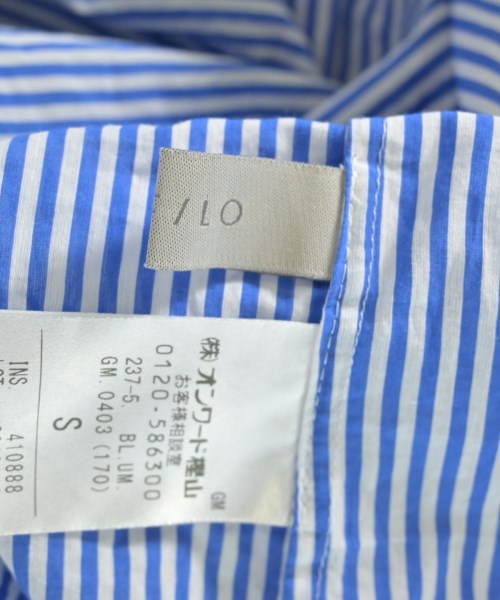 /LO
GM
(株)オンワード樫山
お客様相談室
0120-586300
237-5. BL.UM.
GM.0403(170)
S
INS. 410888